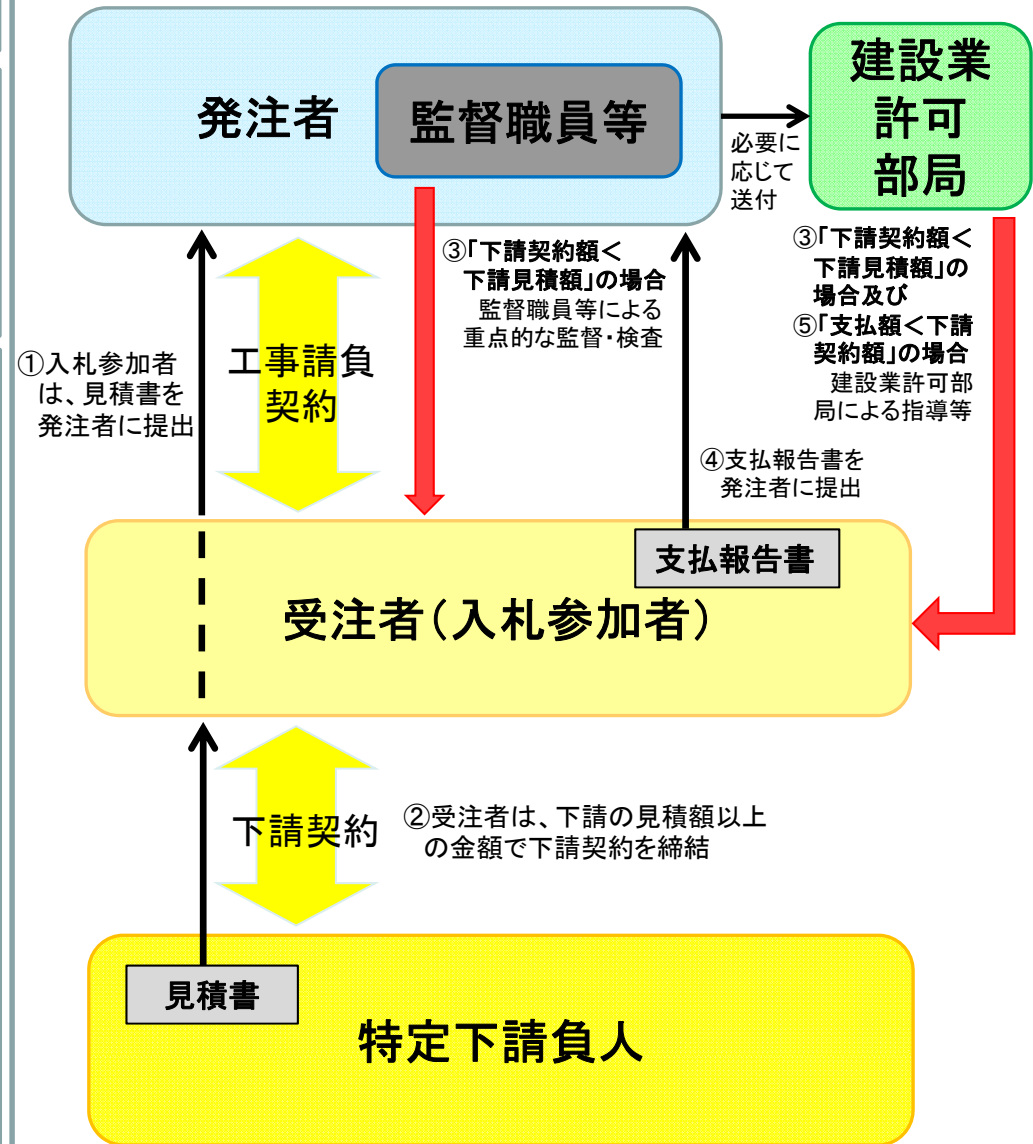 発注者
監督職員等
建設業
許可
部局
必要に
応じて
送付
①入札参加者
は、見積書を
発注者に提出
工事請負
契約
③「下請契約額＜
下請見積額」の場合
監督職員等による
重点的な監督・検査
③「下請契約額＜
下請見積額」の
場合及び
⑤「支払額＜下請
契約額」の場合
建設業許可部
局による指導等
④支払報告書を
発注者に提出
支払報告書
受注者（入札参加者）
下請契約
②受注者は、下請の見積額以上
の金額で下請契約を締結
見積書
特定下請負人